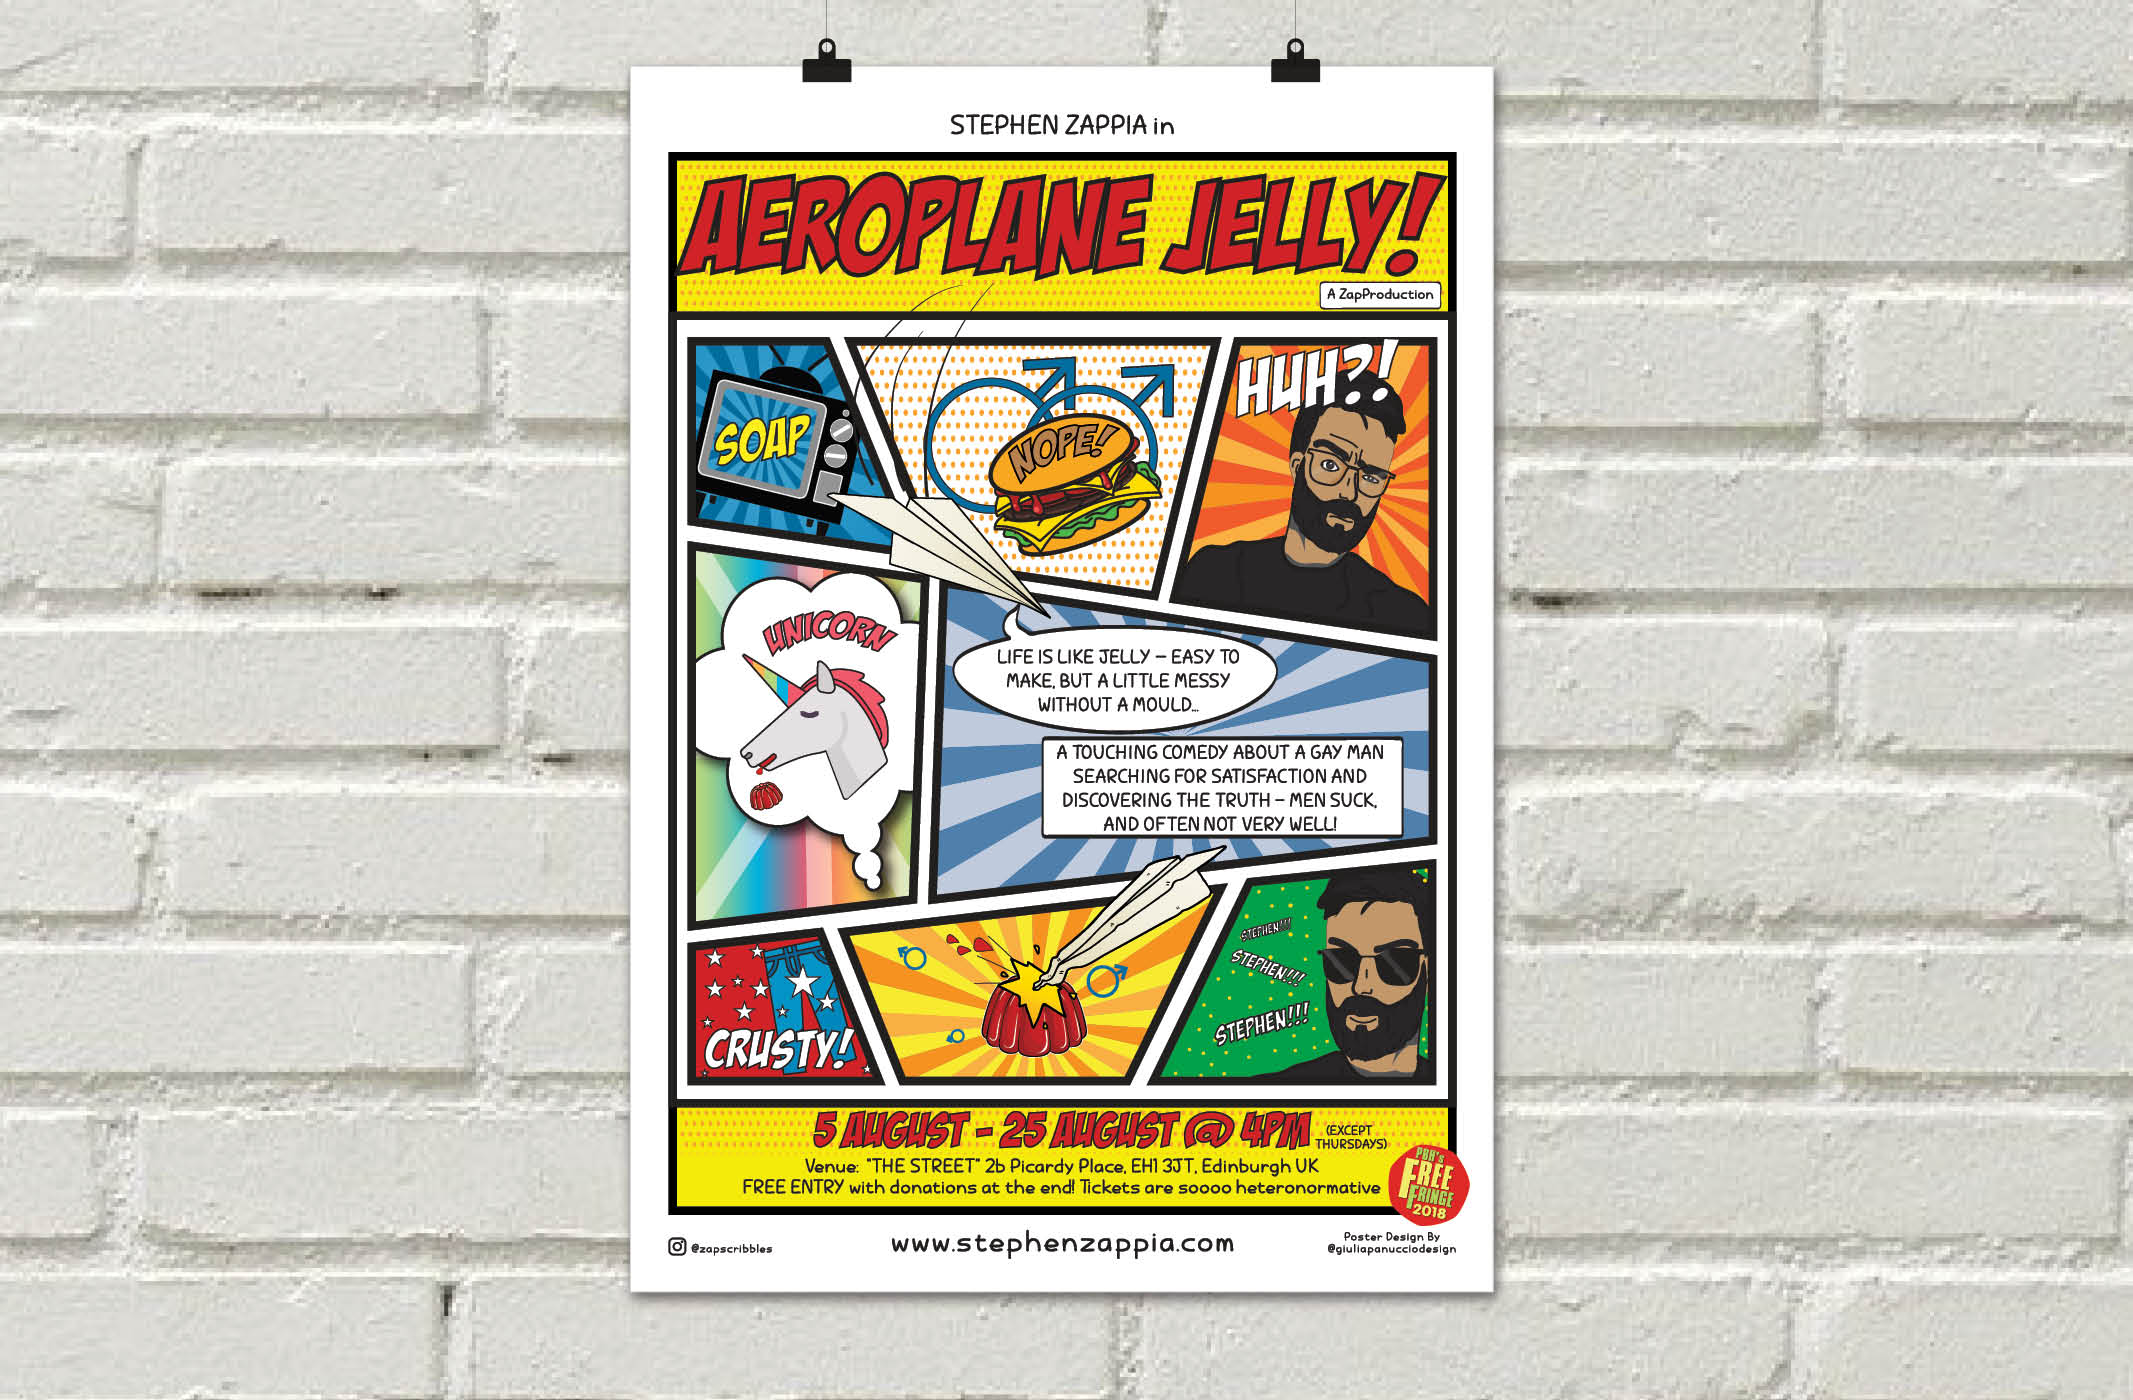 STEPHEN ZAPPIA in
AEROPLANE JELLY!
A ZapProduction
SOAP
NOPE!
HUH?!
UNICORN
LIFE IS LIKE JELLY – EASY TO
MAKE, BUT A LITTLE MESSY
WITHOUT A MOULD...
A TOUCHING COMEDY ABOUT A GAY MAN
SEARCHING FOR SATISFACTION AND
DISCOVERING THE TRUTH – MEN SUCK,
AND OFTEN NOT VERY WELL!
CRUSTY!
STEPHEN!!!
STEPHEN!!!
STEPHEN!!!
5 AUGUST - 25 AUGUST @ 4PM
(EXCEPT
THURSDAYS)
Venue: "THE STREET" 2b Picardy Place, EH1 3JT, Edinburgh UK
FREE ENTRY with donations at the end! Tickets are soooo heteronormative
PBH's
FREE
FRINGE
2018
@zapscribbles
www.stephenzappia.com
Poster Design By
@giuliapanucciodesign